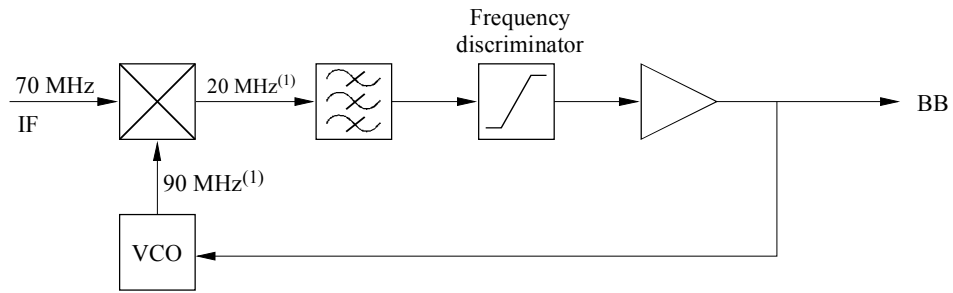 Frequency
discriminator
70 MHz
20 MHz(1)
IF
BB
90 MHz(1)
VCO